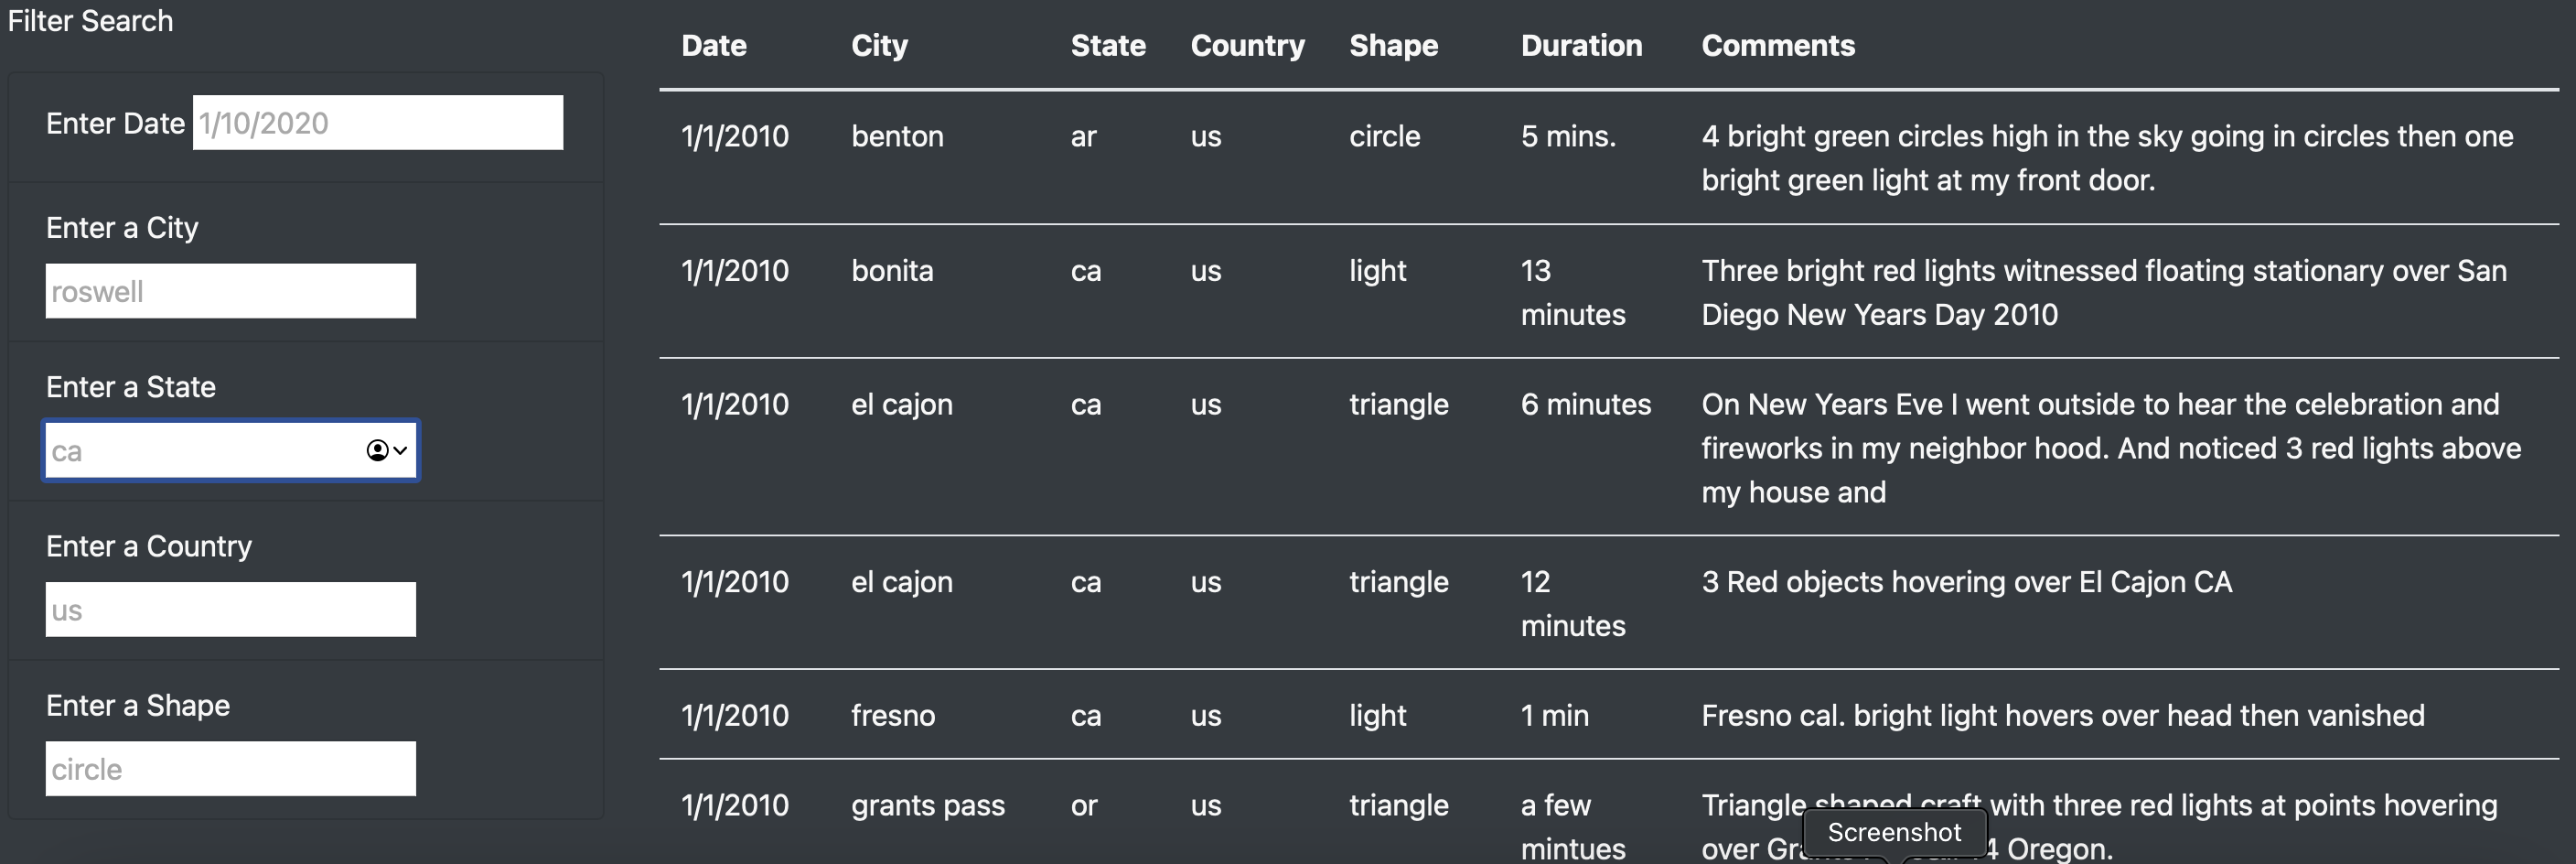 Filter Search
Enter Date 1/10/2020
Enter a City
roswell
Enter a State
ca
Enter a Country
us
Enter a Shape
circle
Date City State Country Shape Duration Comments
1/1/2010 benton ar us circle 5 mins. 4 bright green circles high in the sky going in circles then one
bright green light at my front door.
1/1/2010 bonita ca us light 13 Three bright red lights witnessed floating stationary over San
minutes Diego New Years Day 2010
1/1/2010 el cajon ca us triangle 6 minutes On New Years Eve I went outside to hear the celebration and
fireworks in my neighbor hood. And noticed 3 red lights above
my house and
1/1/2010 el cajon ca us triangle 12 3 Red objects hovering over El Cajon CA
minutes
1/1/2010 fresno ca us light 1 min Fresno cal. bright light hovers over head then vanished
1/1/2010 grants pass or us triangle a few Triangle shaped craft with three red lights at points hovering
mintues over Oregon.
Screenshot